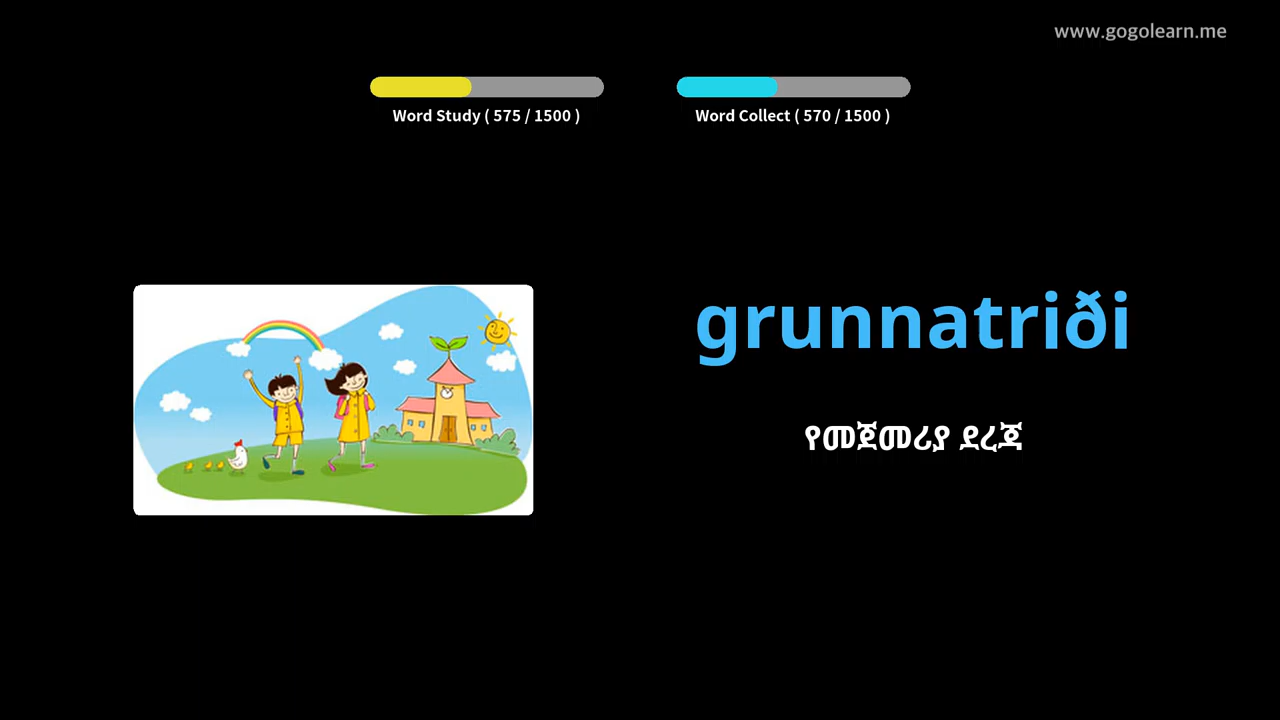 www.gogolearn.me
Word Study ( 575 / 1500 )
Word Collect ( 570 / 1500 )
grunnatriði
የመጀመሪያ ደረጃ